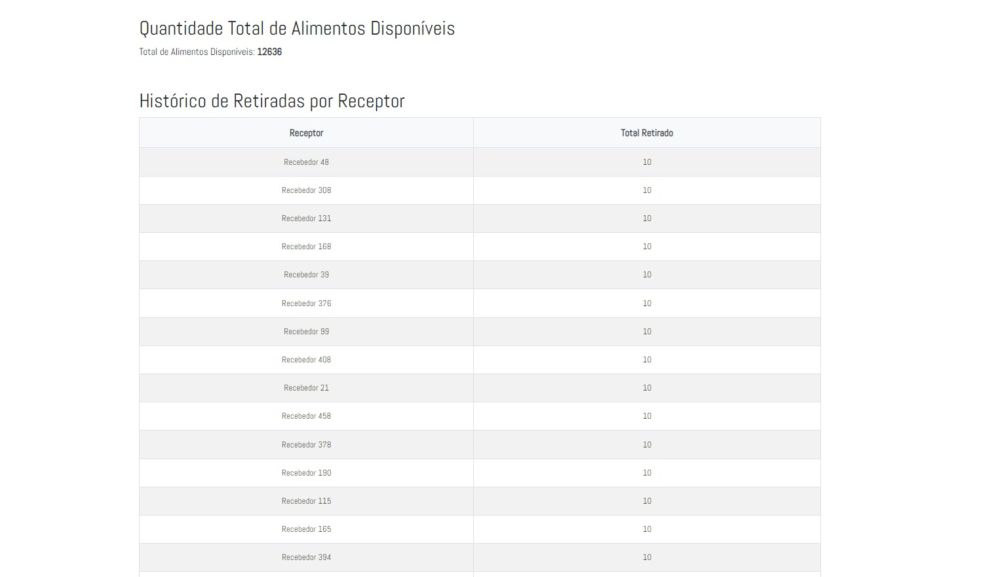 Quantidade Total de Alimentos Disponíveis
Total de Alimentos Disponíveis: 12636
Histórico de Retiradas por Receptor
Receptor Total Retirado
Recebedor 48 10
Recebedor 308 10
Recebedor 131 10
Recebedor 168 10
Recebedor 39 10
Recebedor 376 10
Recebedor 99 10
Recebedor 408 10
Recebedor 21 10
Recebedor 458 10
Recebedor 378 10
Recebedor 190 10
Recebedor 115 10
Recebedor 165 10
Recebedor 394 10